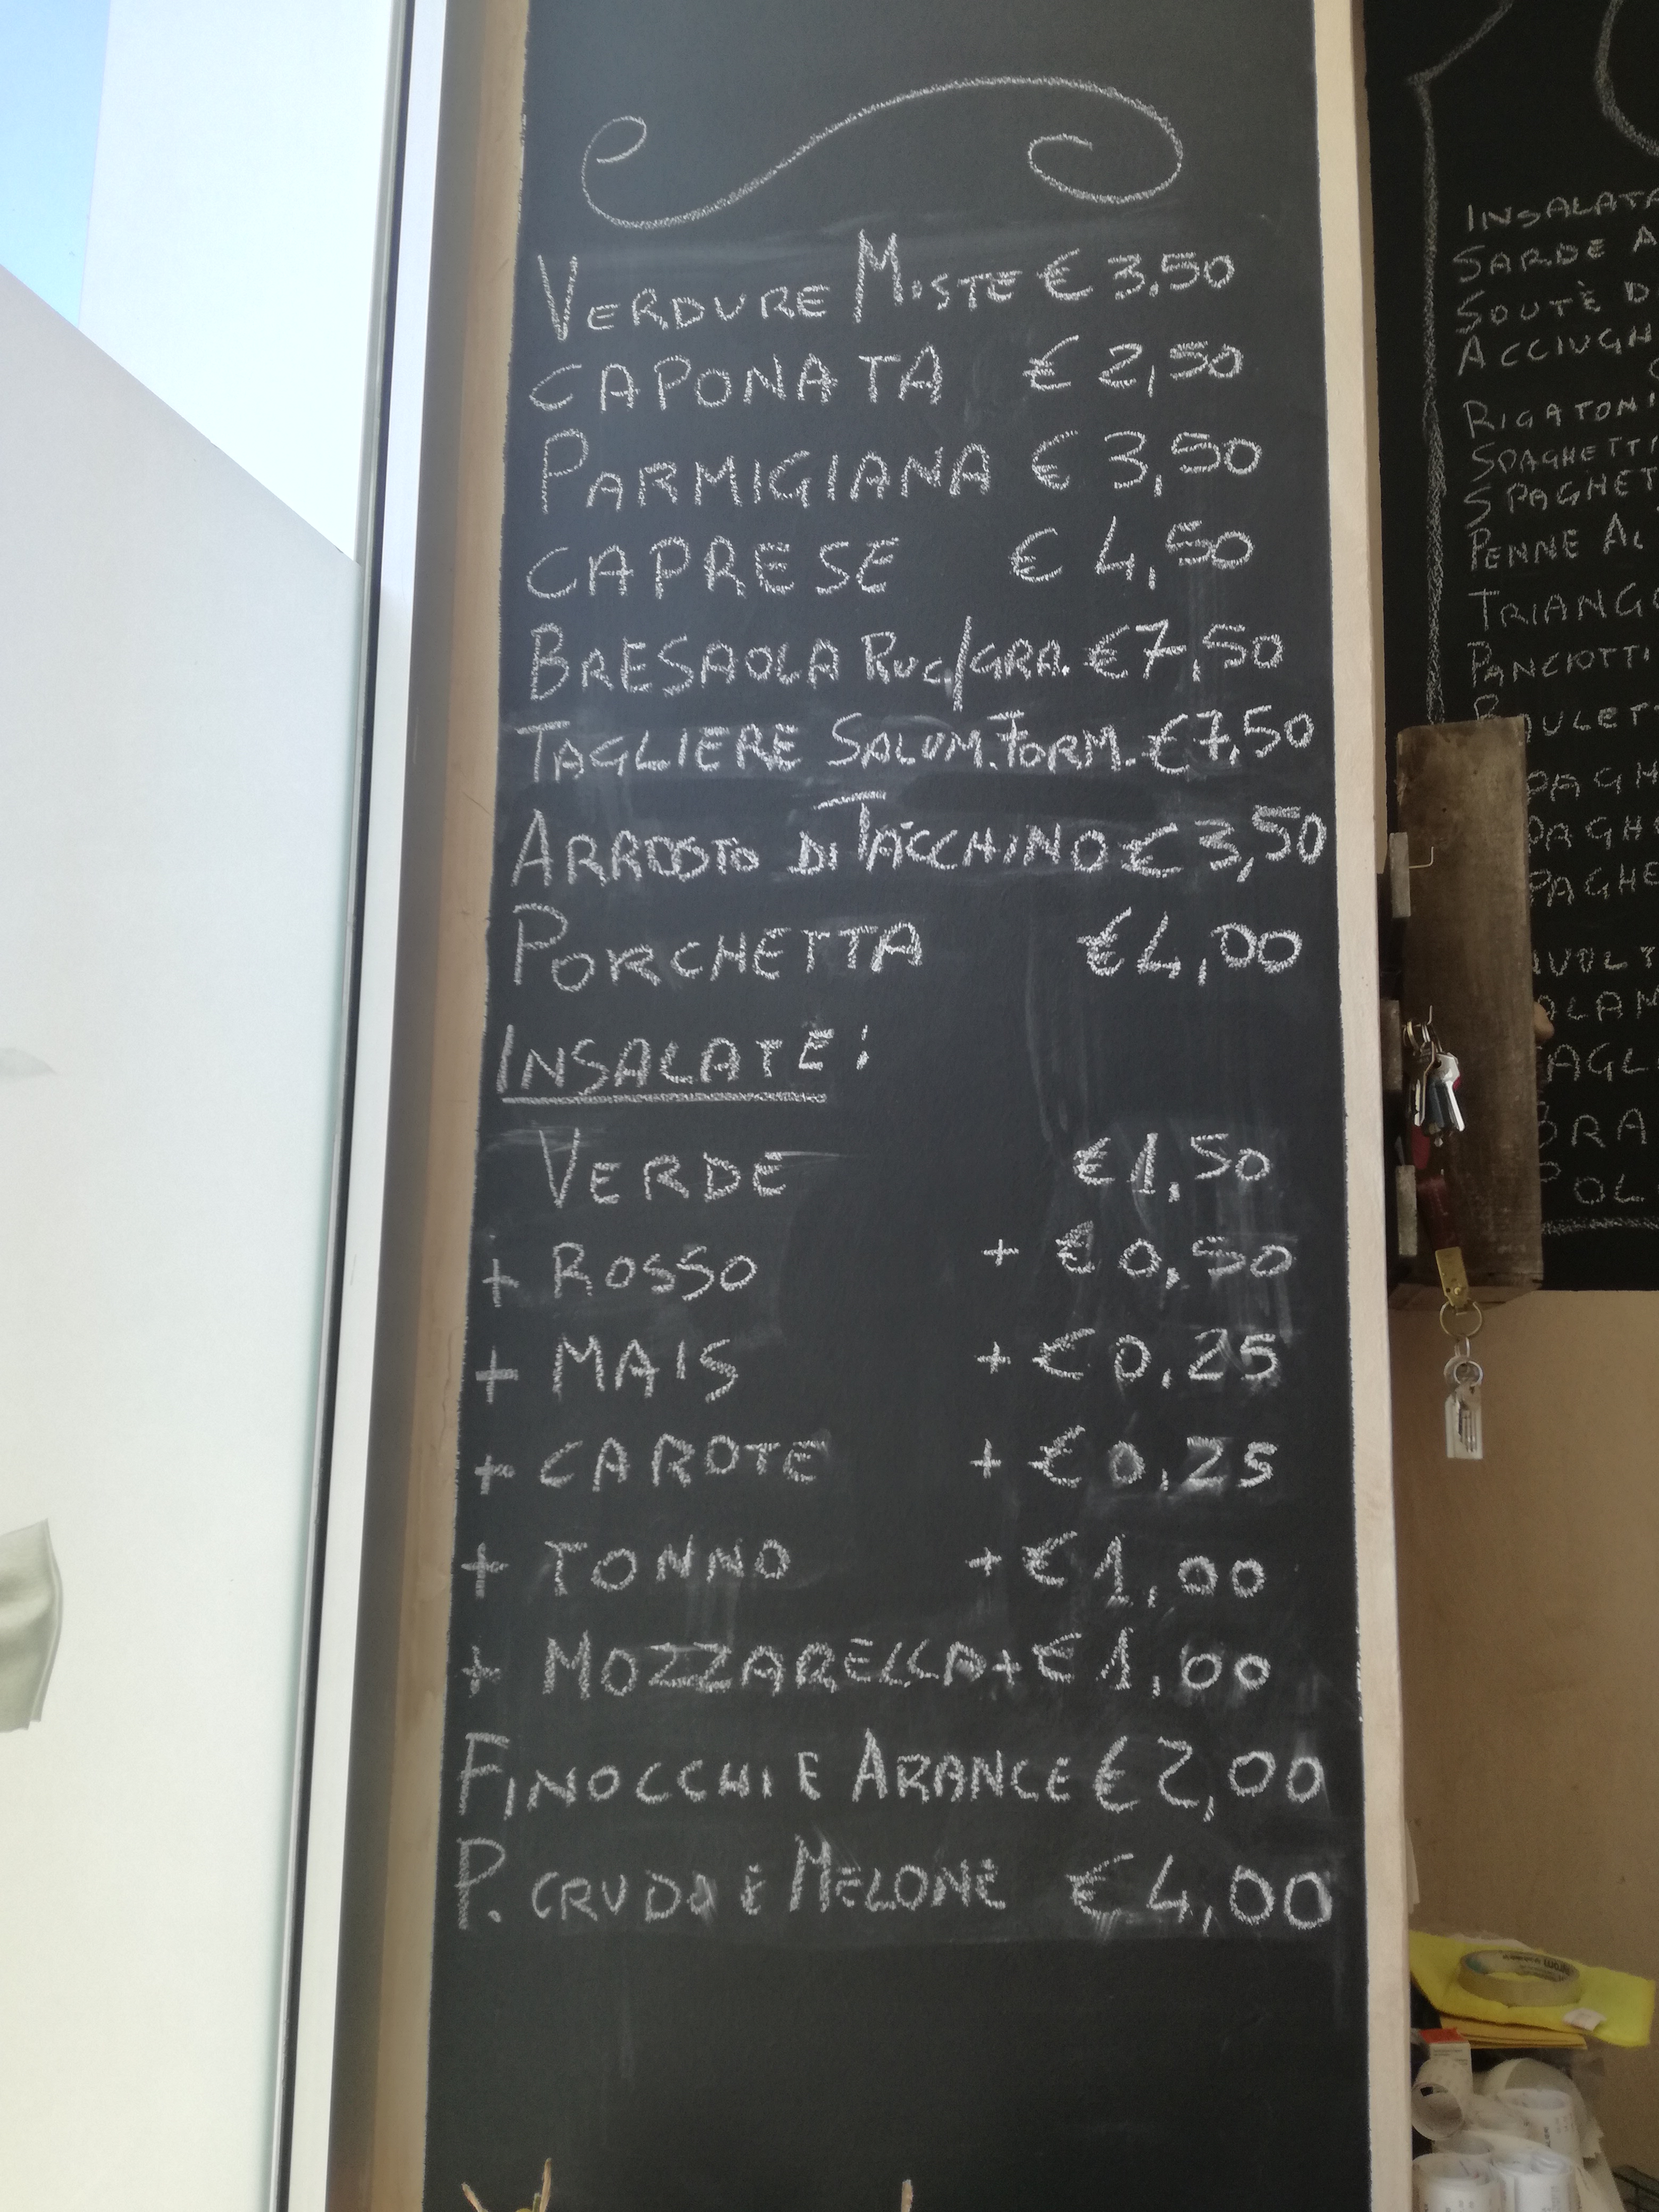 VERDURE MISTE € 3,50
CAPONATA € 2,50
PARMIGIANA € 3,50
CAPRESE € 4,50
BRESAOLA RUC/GRA. €7,50
TAGLIERE SALUM. FORM. €7,50
ARROSTO DI TACCHINO € 3,50
PORCHETTA €4,00
INSALATE:
VERDE €1,50
+ ROSSO + € 0,50
+ MAIS + € 0,25
+ CAROTE + € 0,25
+ TONNO + € 1,00
+ MOZZARELLA + € 1,00
FINOCCHI E ARANCE € 2,00
P. CRUDO E MELONE € 4,00
INSALATA
SARDE A
SOUTÈ D
ACCIUGH
RIGATONI
SPAGHETTI
SPAGHET
PENNE AL
TRIANGO
PANCIOTTI